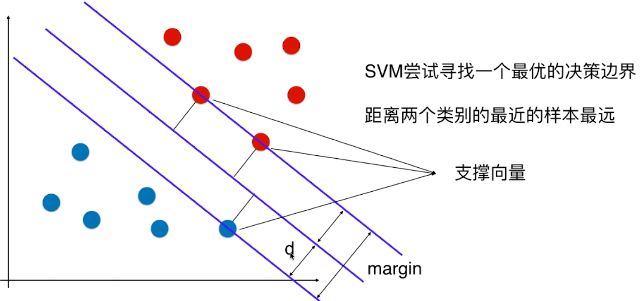 SVM尝试寻找一个最优的决策边界
距离两个类别的最近的样本最远
支撑向量
d
margin